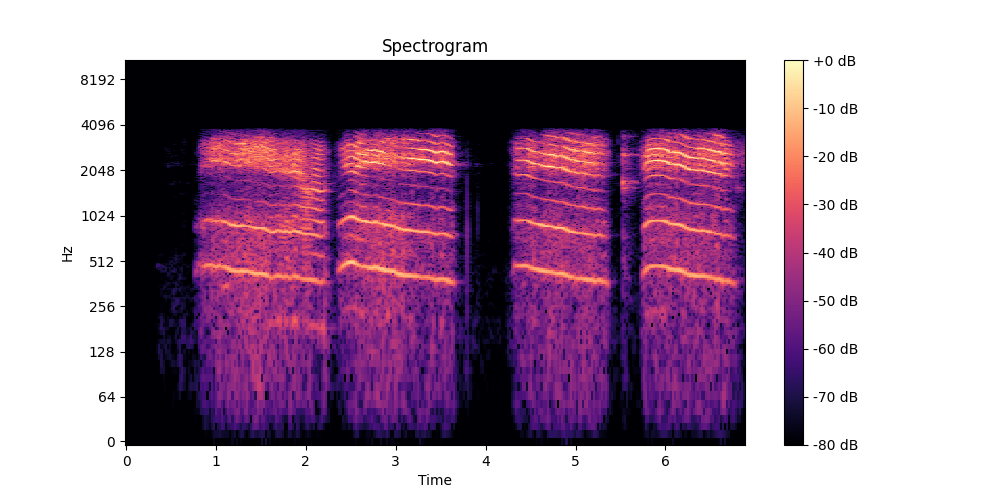 Spectrogram
8192
4096
2048
1024
512
256
128
64
0
Hz
0 1 2 3 4 5 6
Time
+0 dB
-10 dB
-20 dB
-30 dB
-40 dB
-50 dB
-60 dB
-70 dB
-80 dB